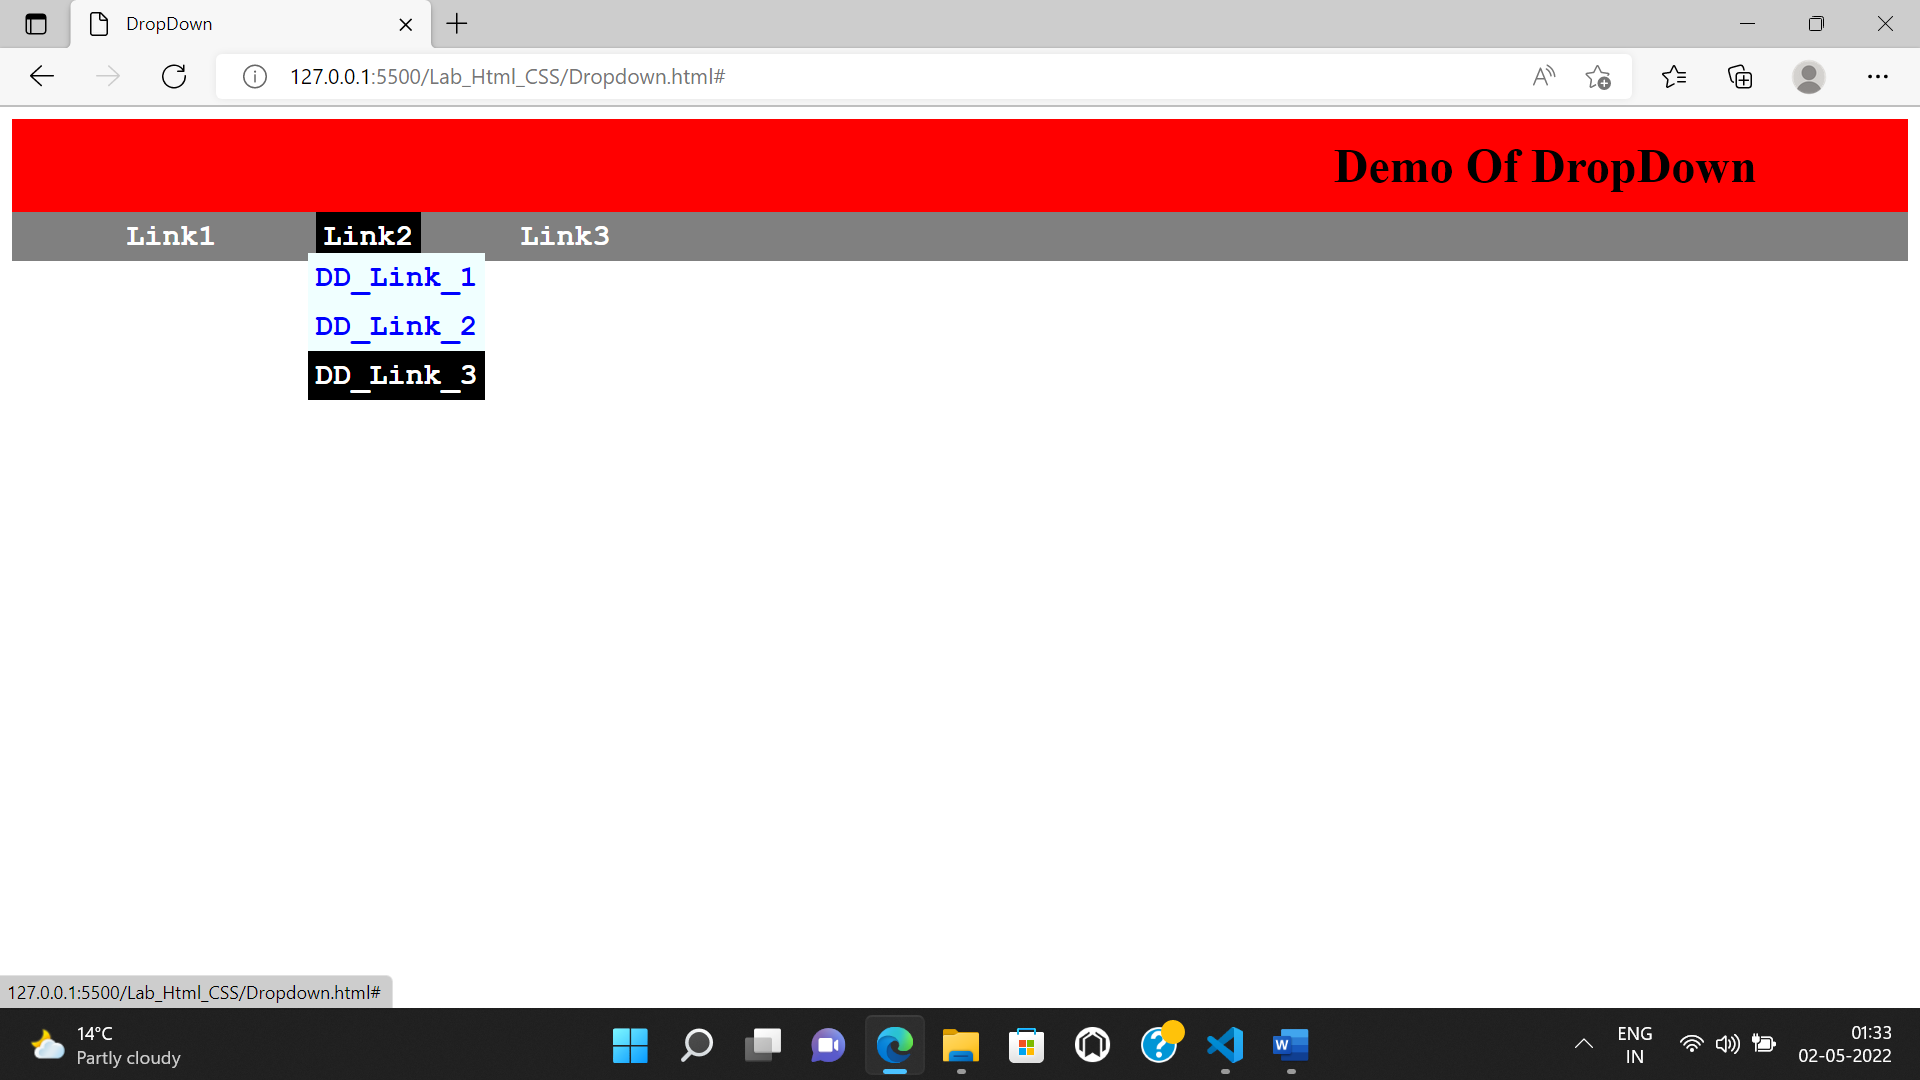 DropDown
127.0.0.1:5500/Lab_Html_CSS/Dropdown.html#
Demo Of DropDown
Link1 Link2 Link3
DD_Link_1
DD_Link_2
DD_Link_3
127.0.0.1:5500/Lab_Html_CSS/Dropdown.html#
14°C
Partly cloudy
ENG
IN
01:33
02-05-2022